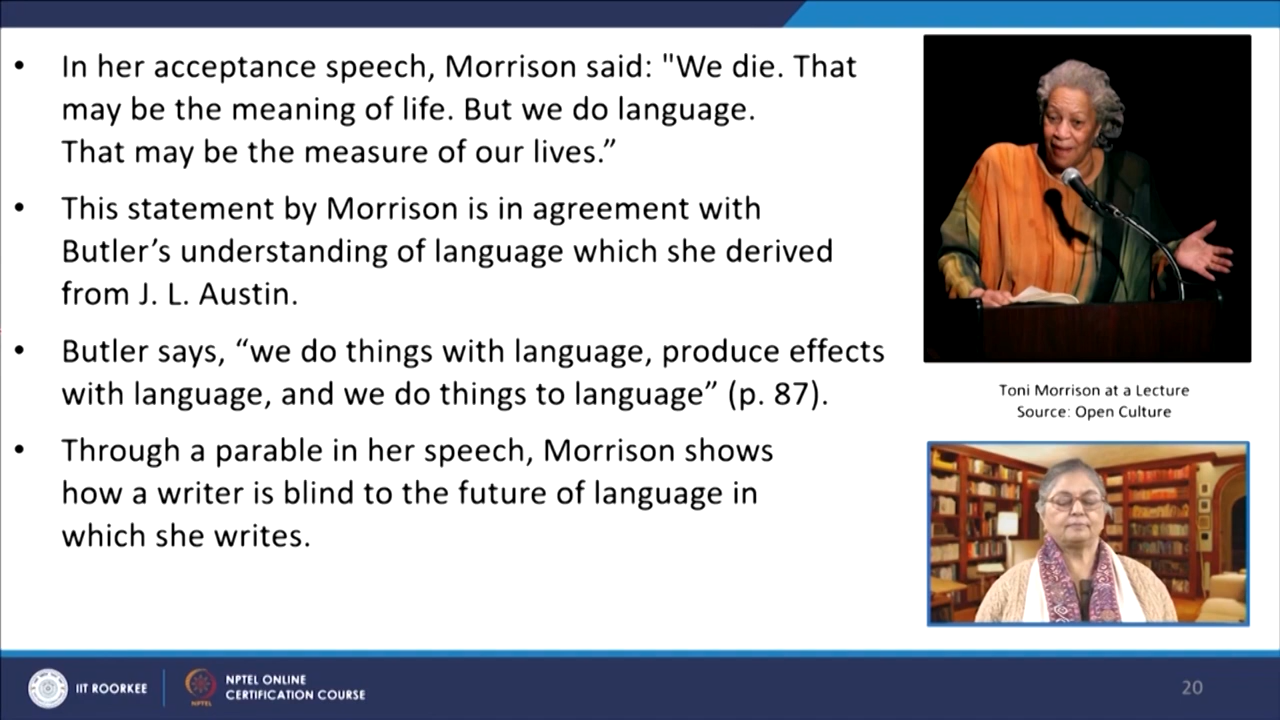 • In her acceptance speech, Morrison said: "We die. That
may be the meaning of life. But we do language.
That may be the measure of our lives.”
• This statement by Morrison is in agreement with
Butler’s understanding of language which she derived
from J. L. Austin.
• Butler says, “we do things with language, produce effects
with language, and we do things to language” (p. 87).
• Through a parable in her speech, Morrison shows
how a writer is blind to the future of language in
which she writes.
Toni Morrison at a Lecture
Source: Open Culture
IIT ROORKEE
NPTEL
NPTEL ONLINE
CERTIFICATION COURSE
20